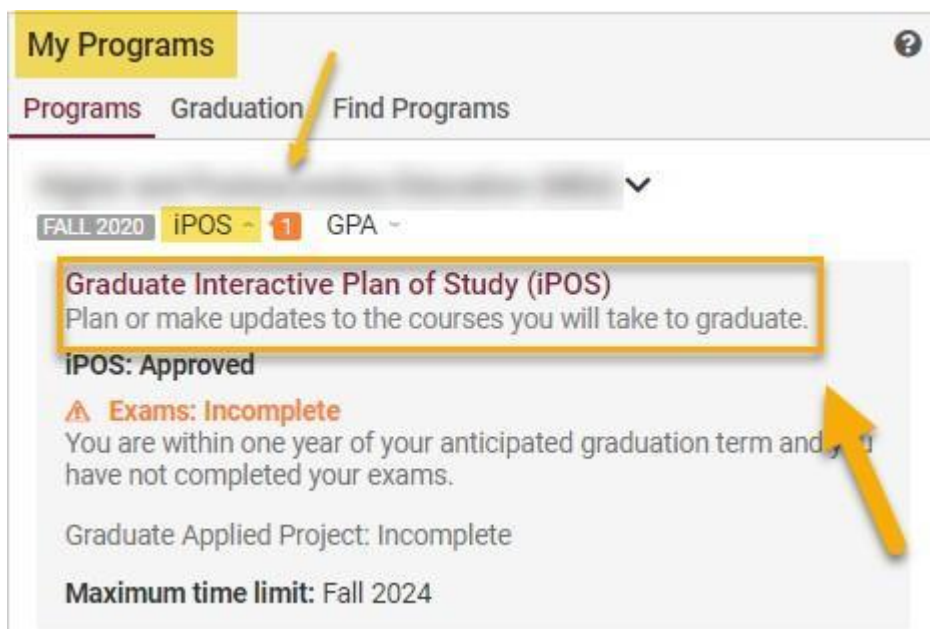 My Programs
Programs Graduation Find Programs
FALL 2020 iPOS 1 GPA
Graduate Interactive Plan of Study (iPOS)
Plan or make updates to the courses you will take to graduate.
iPOS: Approved
Exams: Incomplete
You are within one year of your anticipated graduation term and
have not completed your exams.
Graduate Applied Project: Incomplete
Maximum time limit: Fall 2024